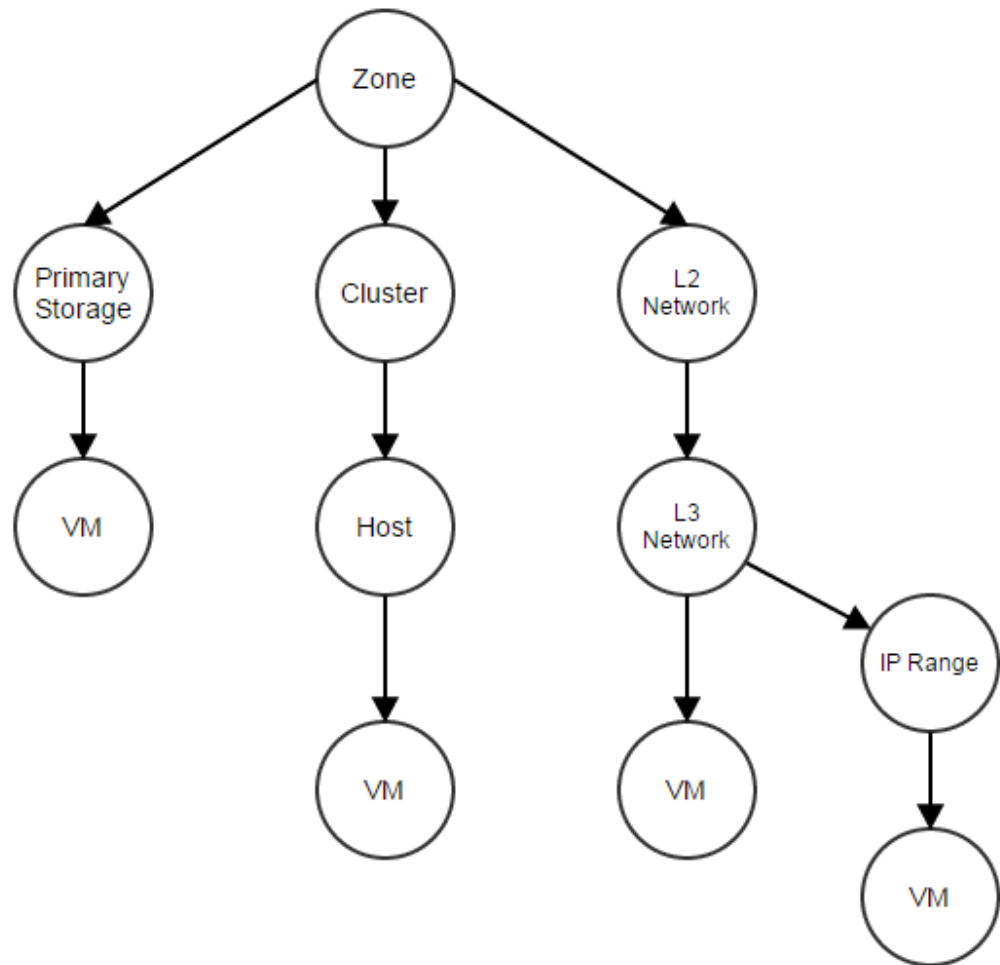 Zone
Primary
Storage
Cluster
L2
Network
VM
Host
L3
Network
IP Range
VM
VM
VM